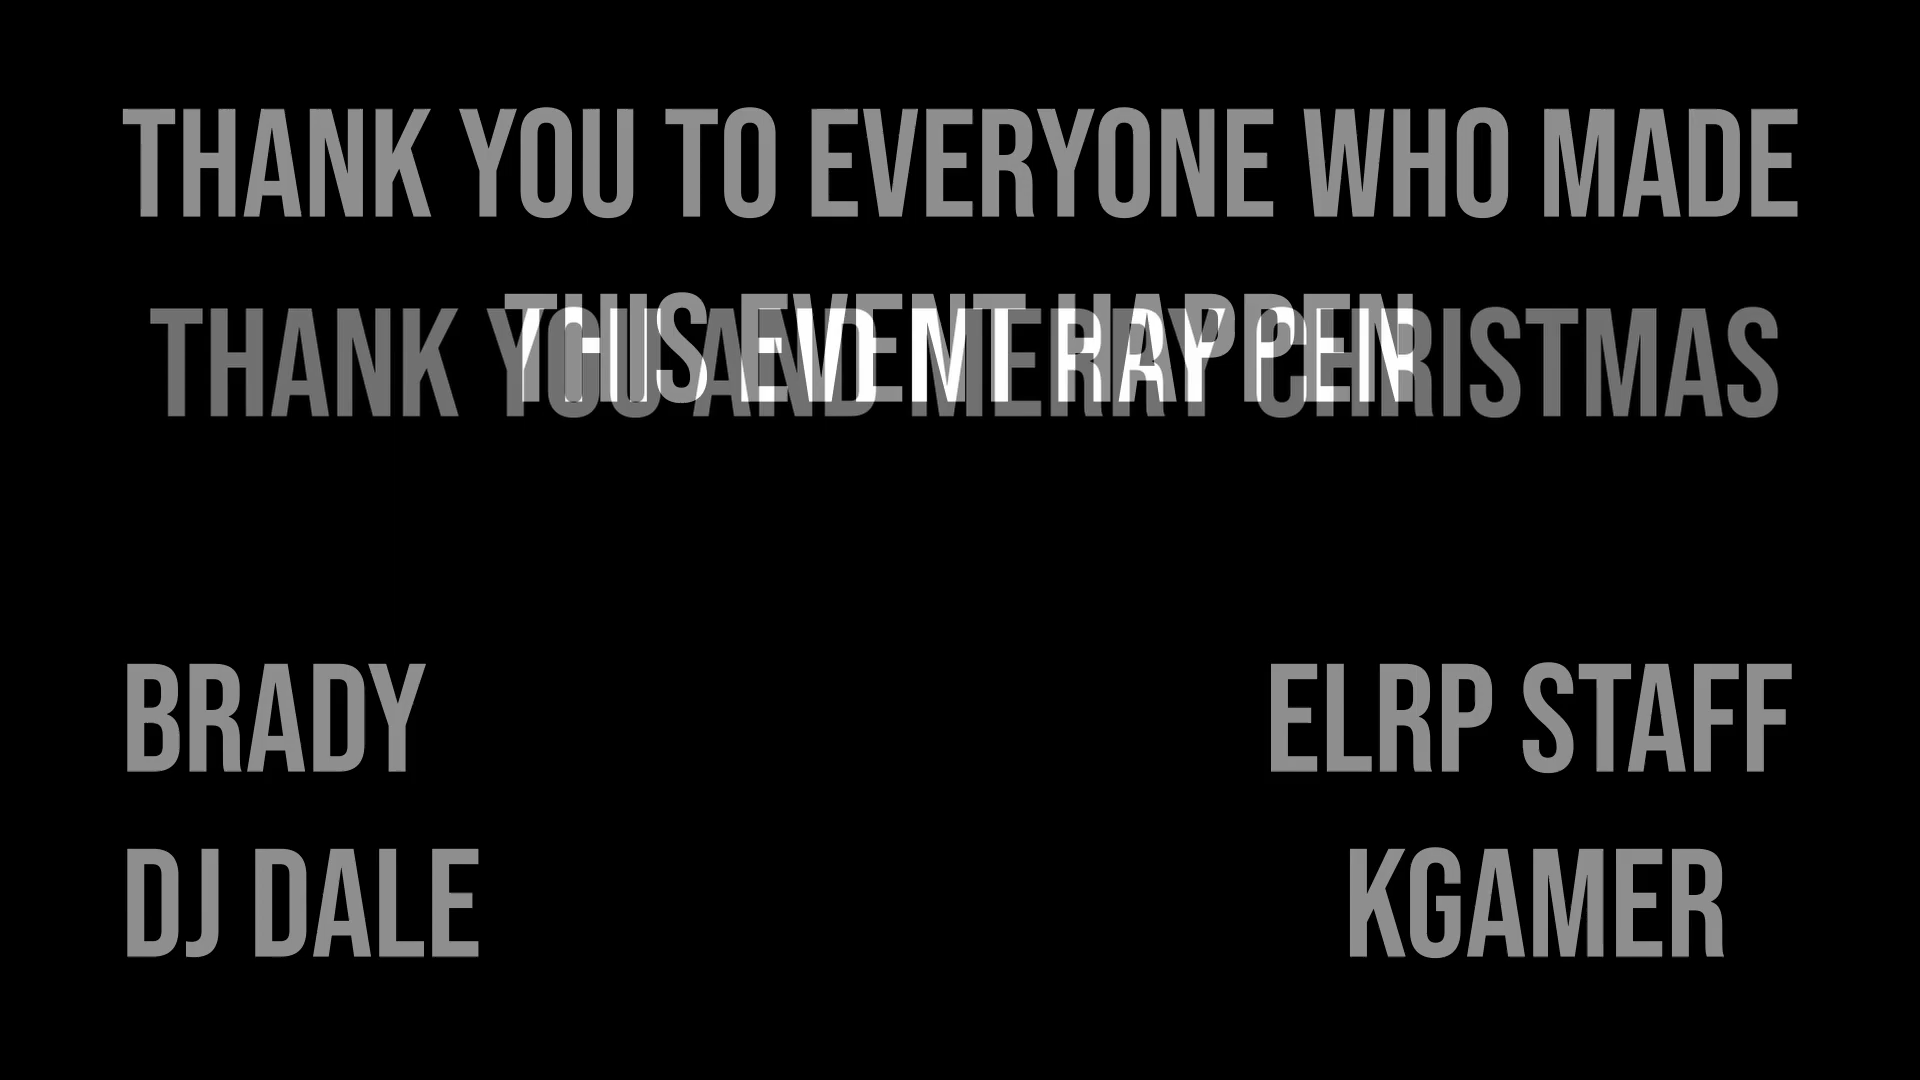 THANK YOU TO EVERYONE WHO MADE
THIS EVENT HAPPEN
THANK YOU AND MERRY CHRISTMAS
BRADY
ELRP STAFF
DJ DALE
KGAMER